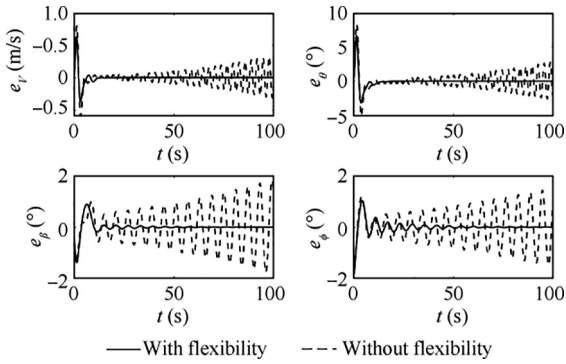 1.0
−0.5
0
−0.5
e_V (m/s)
0 50 100
t (s)
10
5
0
−5
e_θ (°)
0 50 100
t (s)
2
0
−2
e_β (°)
0 50 100
t (s)
2
0
−2
e_ϕ (°)
0 50 100
t (s)
With flexibility Without flexibility